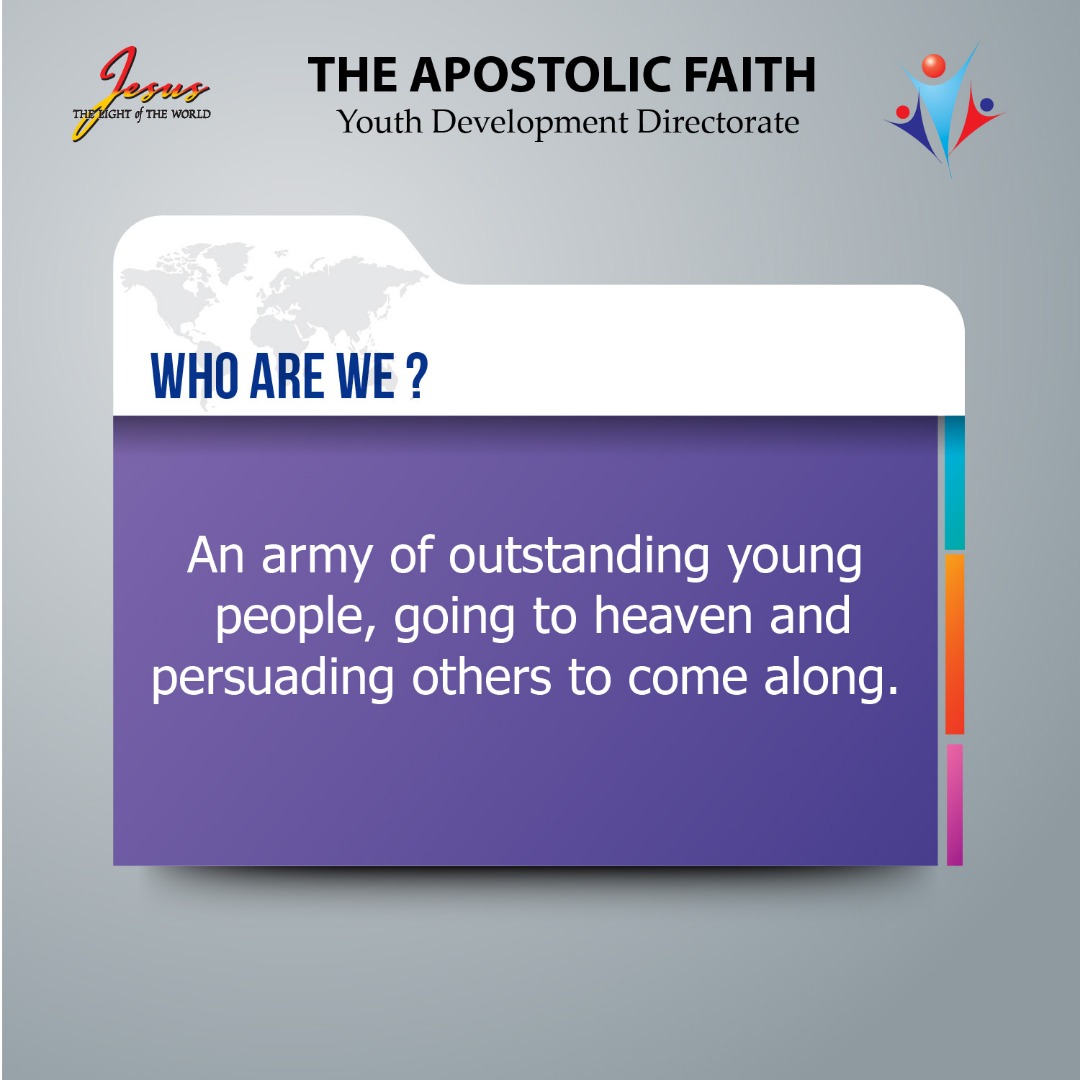 Jesus
THE LIGHT of THE WORLD
THE APOSTOLIC FAITH
Youth Development Directorate
WHO ARE WE ?
An army of outstanding young
people, going to heaven and
persuading others to come along.